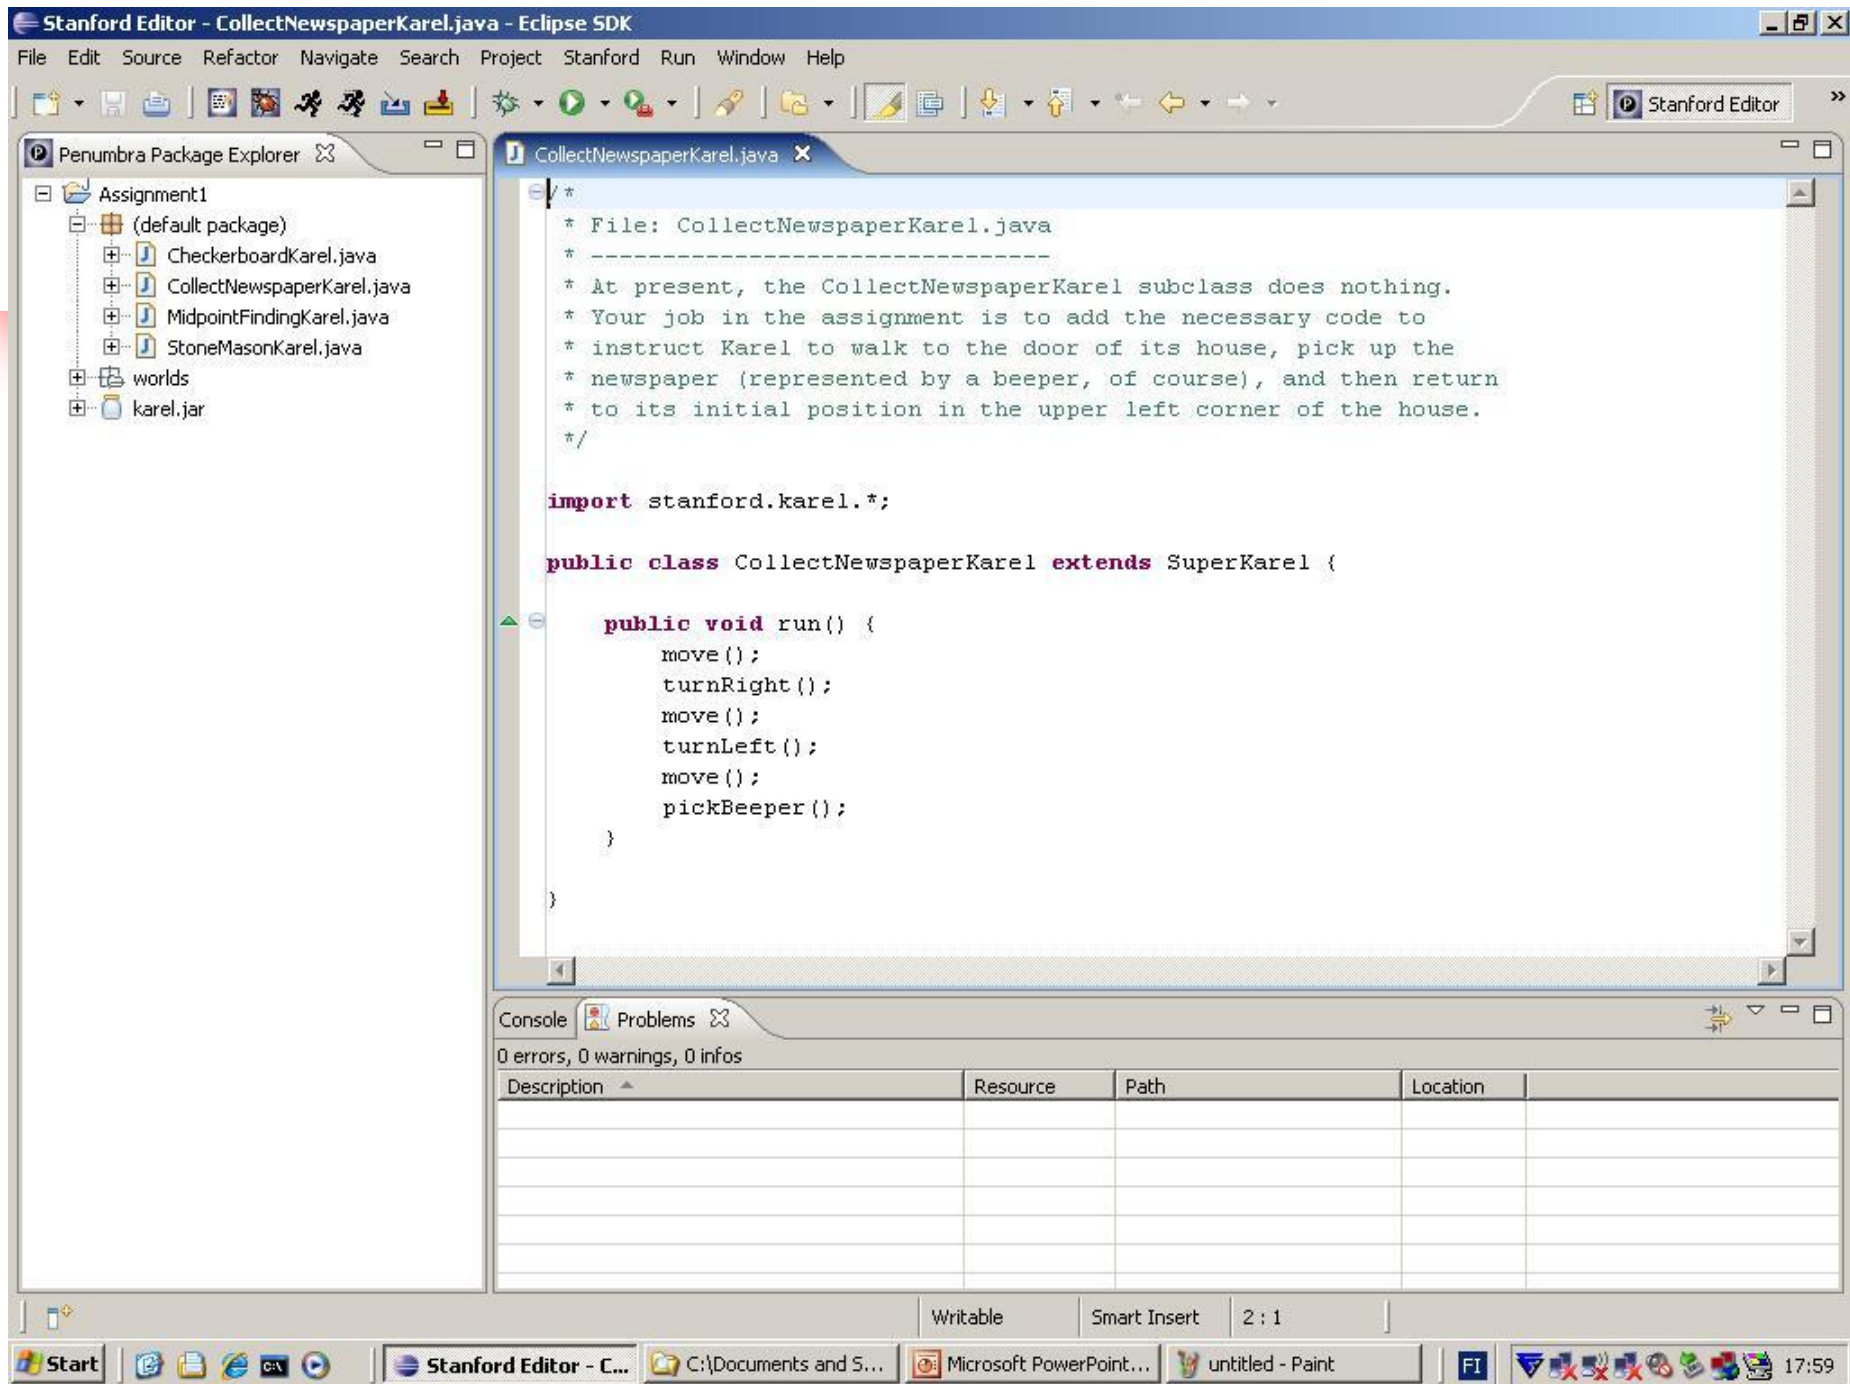 Stanford Editor - CollectNewspaperKarel.java - Eclipse SDK
File Edit Source Refactor Navigate Search Project Stanford Run Window Help
Stanford Editor
Penumbra Package Explorer
Assignment1
(default package)
CheckerboardKarel.java
CollectNewspaperKarel.java
MidpointFindingKarel.java
StoneMasonKarel.java
worlds
karel.jar
CollectNewspaperKarel.java
/*
* File: CollectNewspaperKarel.java
* --------------------------------
* At present, the CollectNewspaperKarel subclass does nothing.
* Your job in the assignment is to add the necessary code to
* instruct Karel to walk to the door of its house, pick up the
* newspaper (represented by a beeper, of course), and then return
* to its initial position in the upper left corner of the house.
*/
import stanford.karel.*;
public class CollectNewspaperKarel extends SuperKarel {
public void run() {
move();
turnRight();
move();
turnLeft();
move();
pickBeeper();
}
}
Console Problems
0 errors, 0 warnings, 0 infos
Description Resource Path Location
Writable Smart Insert 2 : 1
Start Stanford Editor - C... C:\Documents and S... Microsoft PowerPoint... untitled - Paint FI 17:59